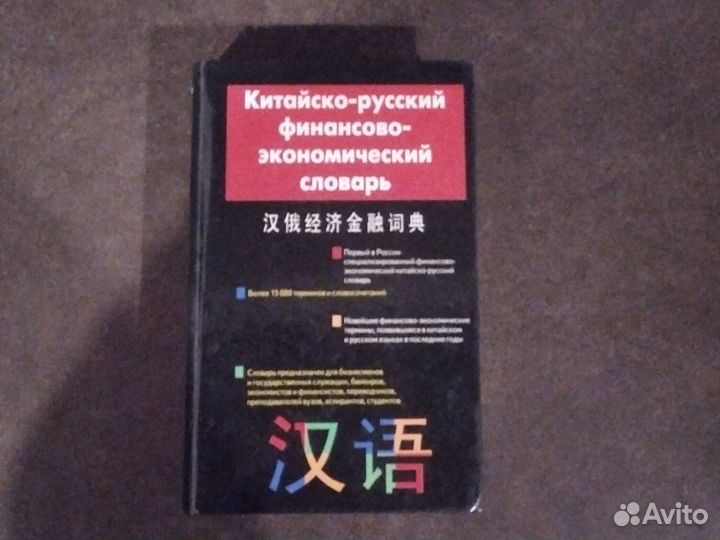 Китайско-русский
финансово-
экономический
словарь
汉俄经济金融词典
Первый в России
специализированный финансово-
экономический китайско-русский
словарь
Более 15 000 терминов и словосочетаний
Новейшие финансово-экономические
термины, появившиеся в китайском
и русском языках в последние годы
Словарь предназначен для бизнесменов
и государственных служащих, банкиров,
экономистов и финансистов, переводчиков,
преподавателей вузов, аспирантов, студентов
汉语
Avito